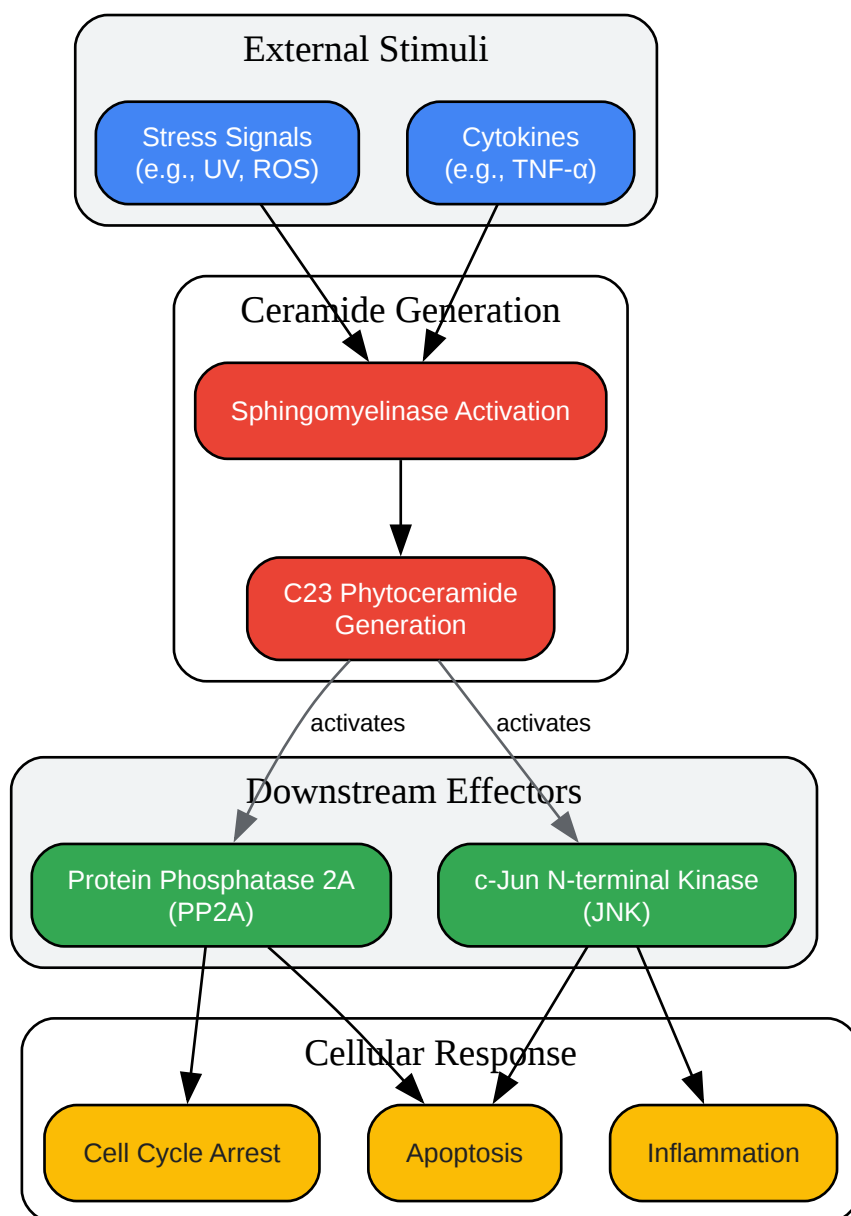 External Stimuli
Stress Signals
(e.g., UV, ROS)
Cytokines
(e.g., TNF-α)
Ceramide Generation
Sphingomyelinase Activation
C23 Phytoceramide
Generation
activates
activates
Downstream Effectors
Protein Phosphatase 2A
(PP2A)
c-Jun N-terminal Kinase
(JNK)
Cellular Response
Cell Cycle Arrest
Apoptosis
Inflammation